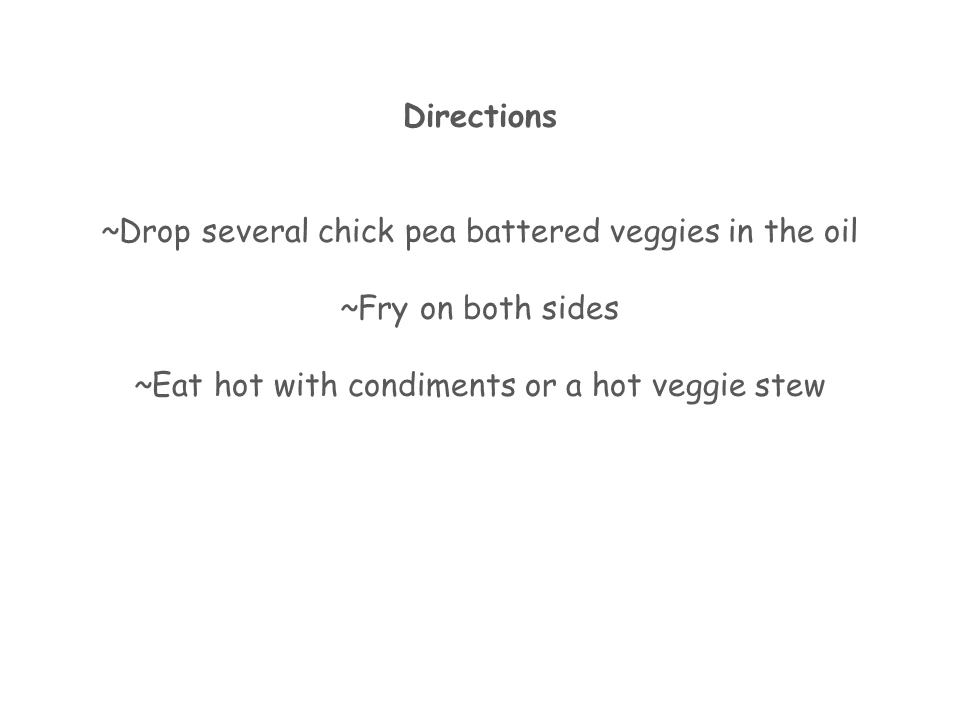 Directions
~Drop several chick pea battered veggies in the oil
~Fry on both sides
~Eat hot with condiments or a hot veggie stew